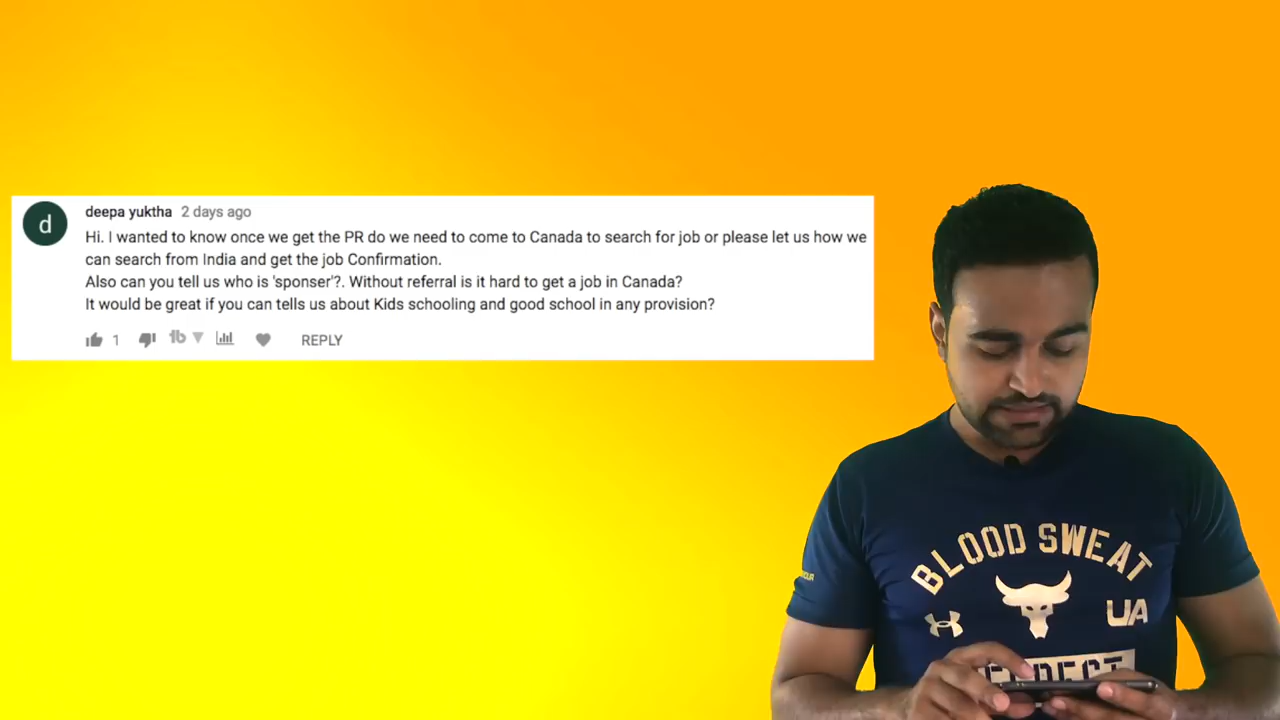 d
deepa yuktha 2 days ago
Hi. I wanted to know once we get the PR do we need to come to Canada to search for job or please let us how we
can search from India and get the job Confirmation.
Also can you tell us who is 'sponser'?. Without referral is it hard to get a job in Canada?
It would be great if you can tells us about Kids schooling and good school in any provision?
1
REPLY
BLOOD SWEAT
UA